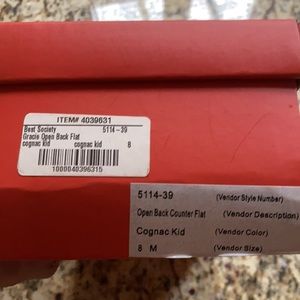 ITEM# 4039631
Best Society 5114-39
Gracie Open Back Flat
cognac kid cognac kid 8
1000040396315
5114-39 (Vendor Style Number)
Open Back Counter Flat (Vendor Description)
Cognac Kid (Vendor Color)
8 M (Vendor Size)